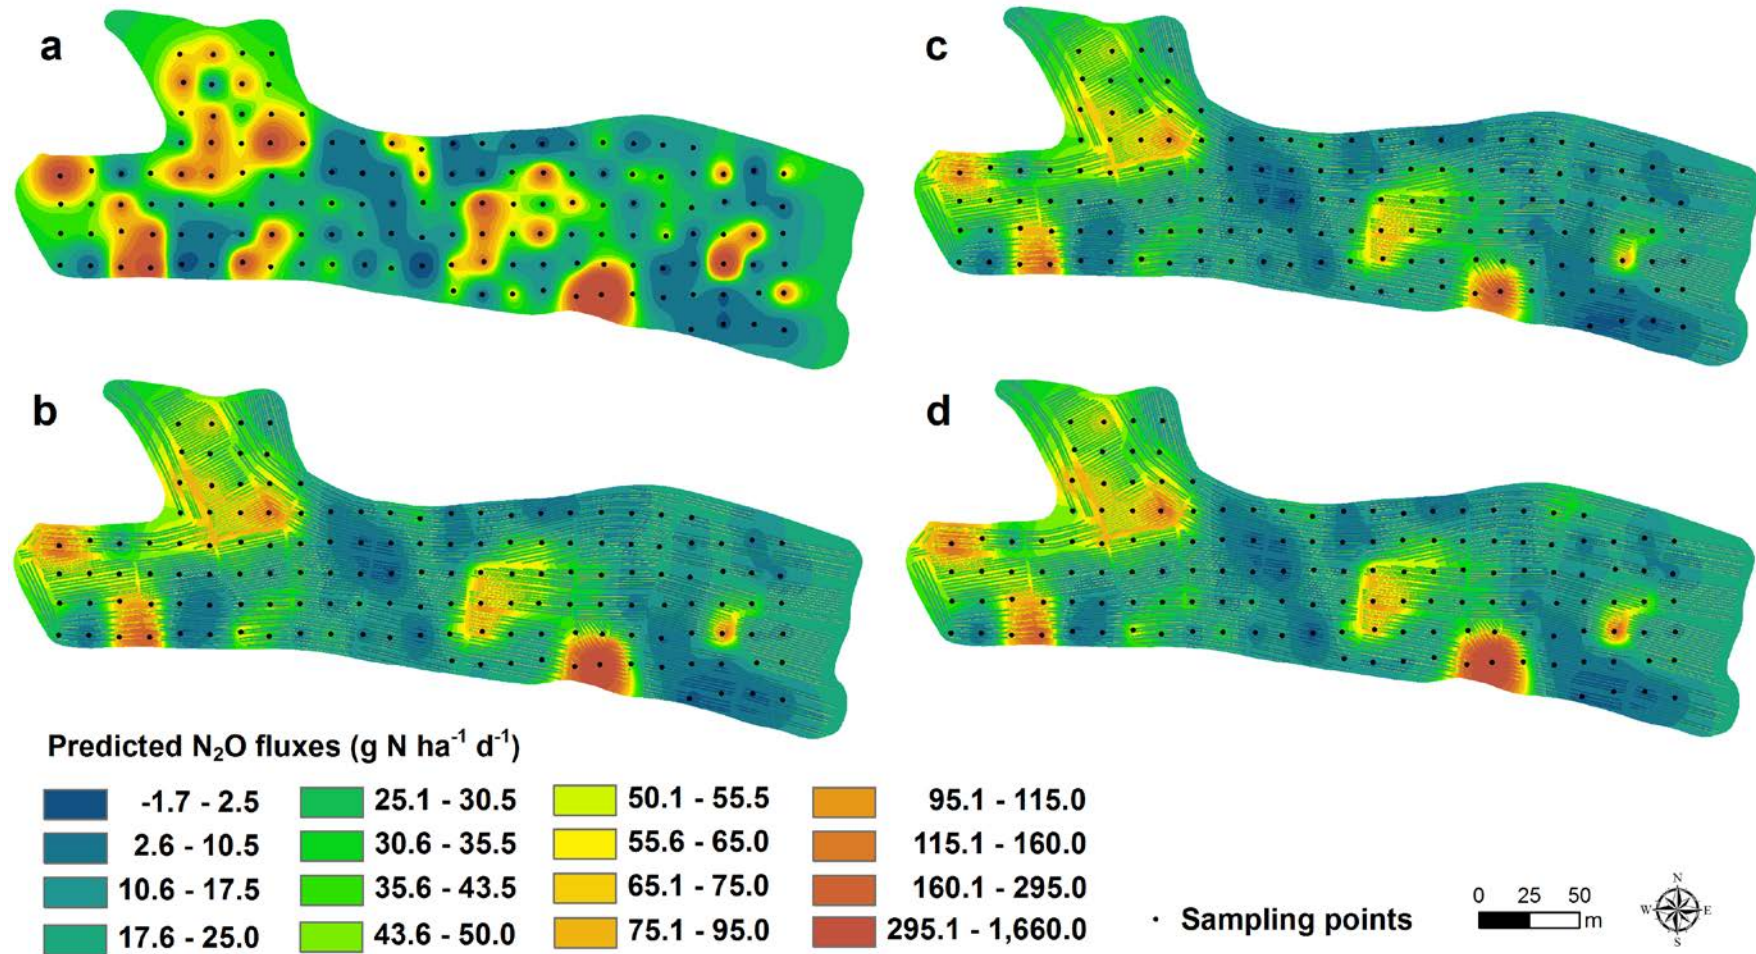 a
c
b
d
Predicted N₂O fluxes (g N ha⁻¹ d⁻¹)
-1.7 - 2.5
25.1 - 30.5
50.1 - 55.5
95.1 - 115.0
2.6 - 10.5
30.6 - 35.5
55.6 - 65.0
115.1 - 160.0
10.6 - 17.5
35.6 - 43.5
65.1 - 75.0
160.1 - 295.0
17.6 - 25.0
43.6 - 50.0
75.1 - 95.0
295.1 - 1,660.0
Sampling points
0 25 50
m
N
W E
S